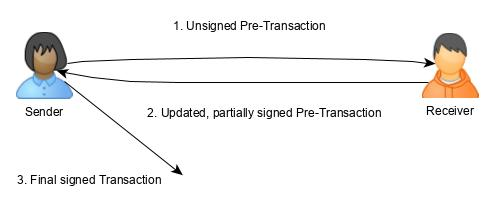 1. Unsigned Pre-Transaction
Sender
Receiver
2. Updated, partially signed Pre-Transaction
3. Final signed Transaction